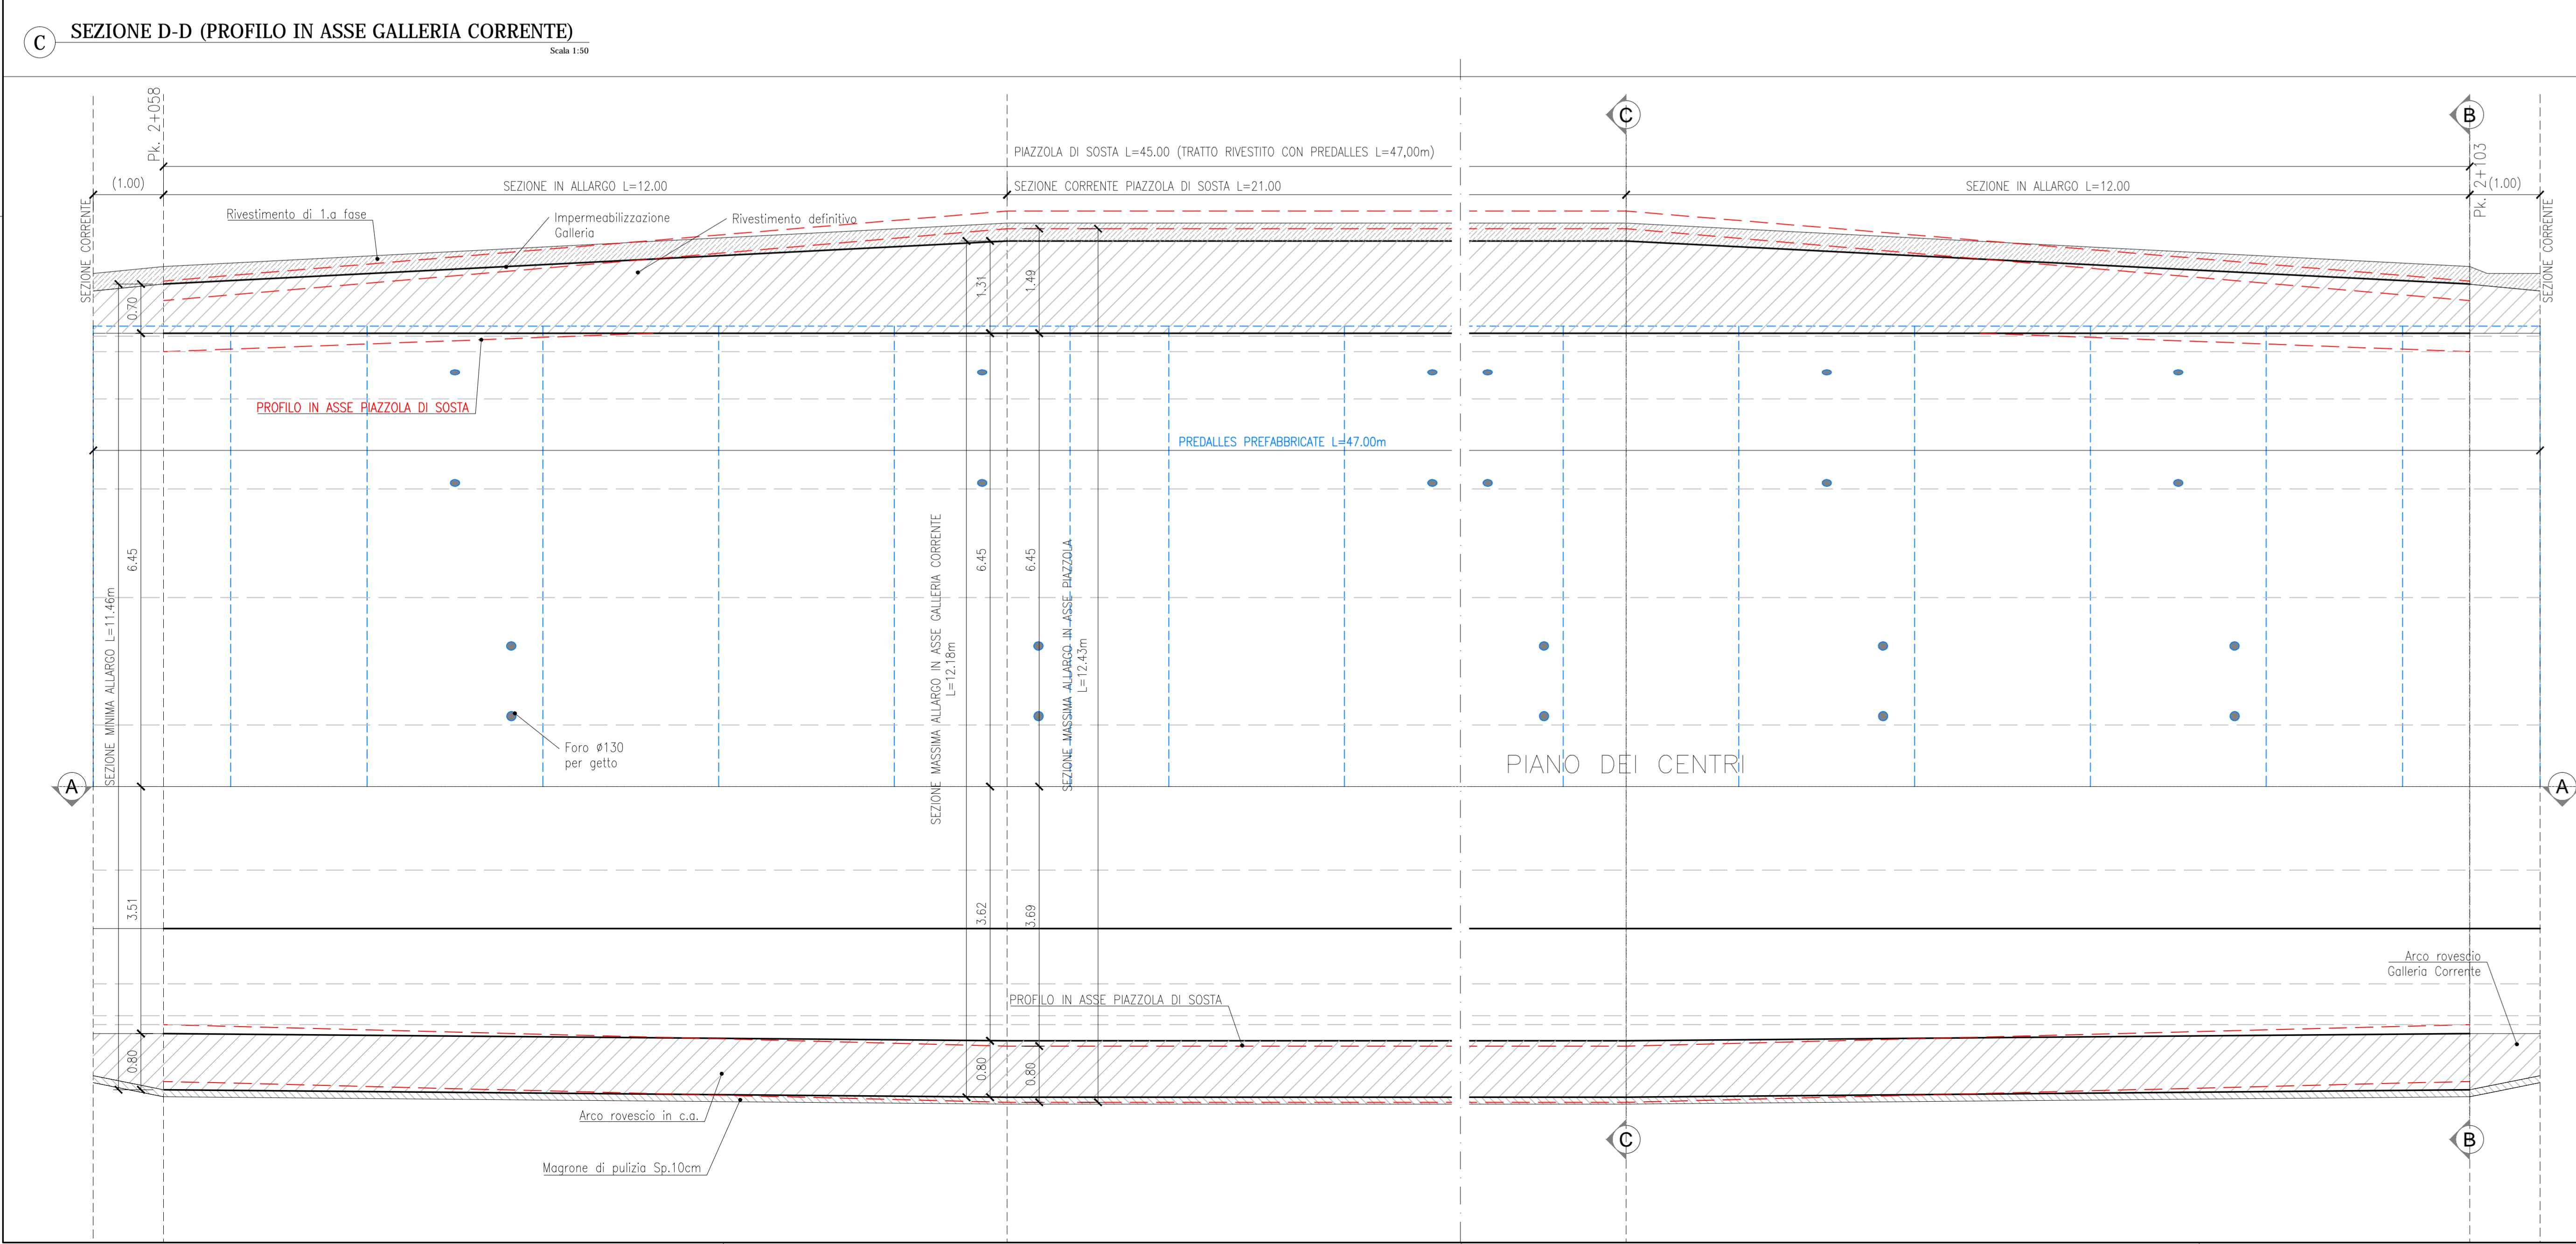 C
SEZIONE D-D (PROFILO IN ASSE GALLERIA CORRENTE)
Scala 1:50
Pk. 2+058
C
B
PIAZZOLA DI SOSTA L=45.00 (TRATTO RIVESTITO CON PREDALLES L=47,00m)
Pk. 2+103
(1.00)
SEZIONE IN ALLARGO L=12.00
SEZIONE CORRENTE PIAZZOLA DI SOSTA L=21.00
SEZIONE IN ALLARGO L=12.00
(1.00)
SEZIONE CORRENTE
SEZIONE CORRENTE
Rivestimento di 1.a fase
Impermeabilizzazione
Galleria
Rivestimento definitivo
0.70
1.31
1.49
PROFILO IN ASSE PIAZZOLA DI SOSTA
PREDALLES PREFABBRICATE L=47.00m
6.45
6.45
6.45
SEZIONE MINIMA ALLARGO L=11.46m
SEZIONE MASSIMA ALLARGO IN ASSE GALLERIA CORRENTE
L=12.18m
SEZIONE MASSIMA ALLARGO IN ASSE PIAZZOLA
L=12.43m
Foro ø130
per getto
PIANO DEI CENTRI
A
A
3.51
3.62
3.69
Arco rovescio
Galleria Corrente
PROFILO IN ASSE PIAZZOLA DI SOSTA
0.80
0.80
0.80
Arco rovescio in c.a.
Magrone di pulizia Sp.10cm
C
B